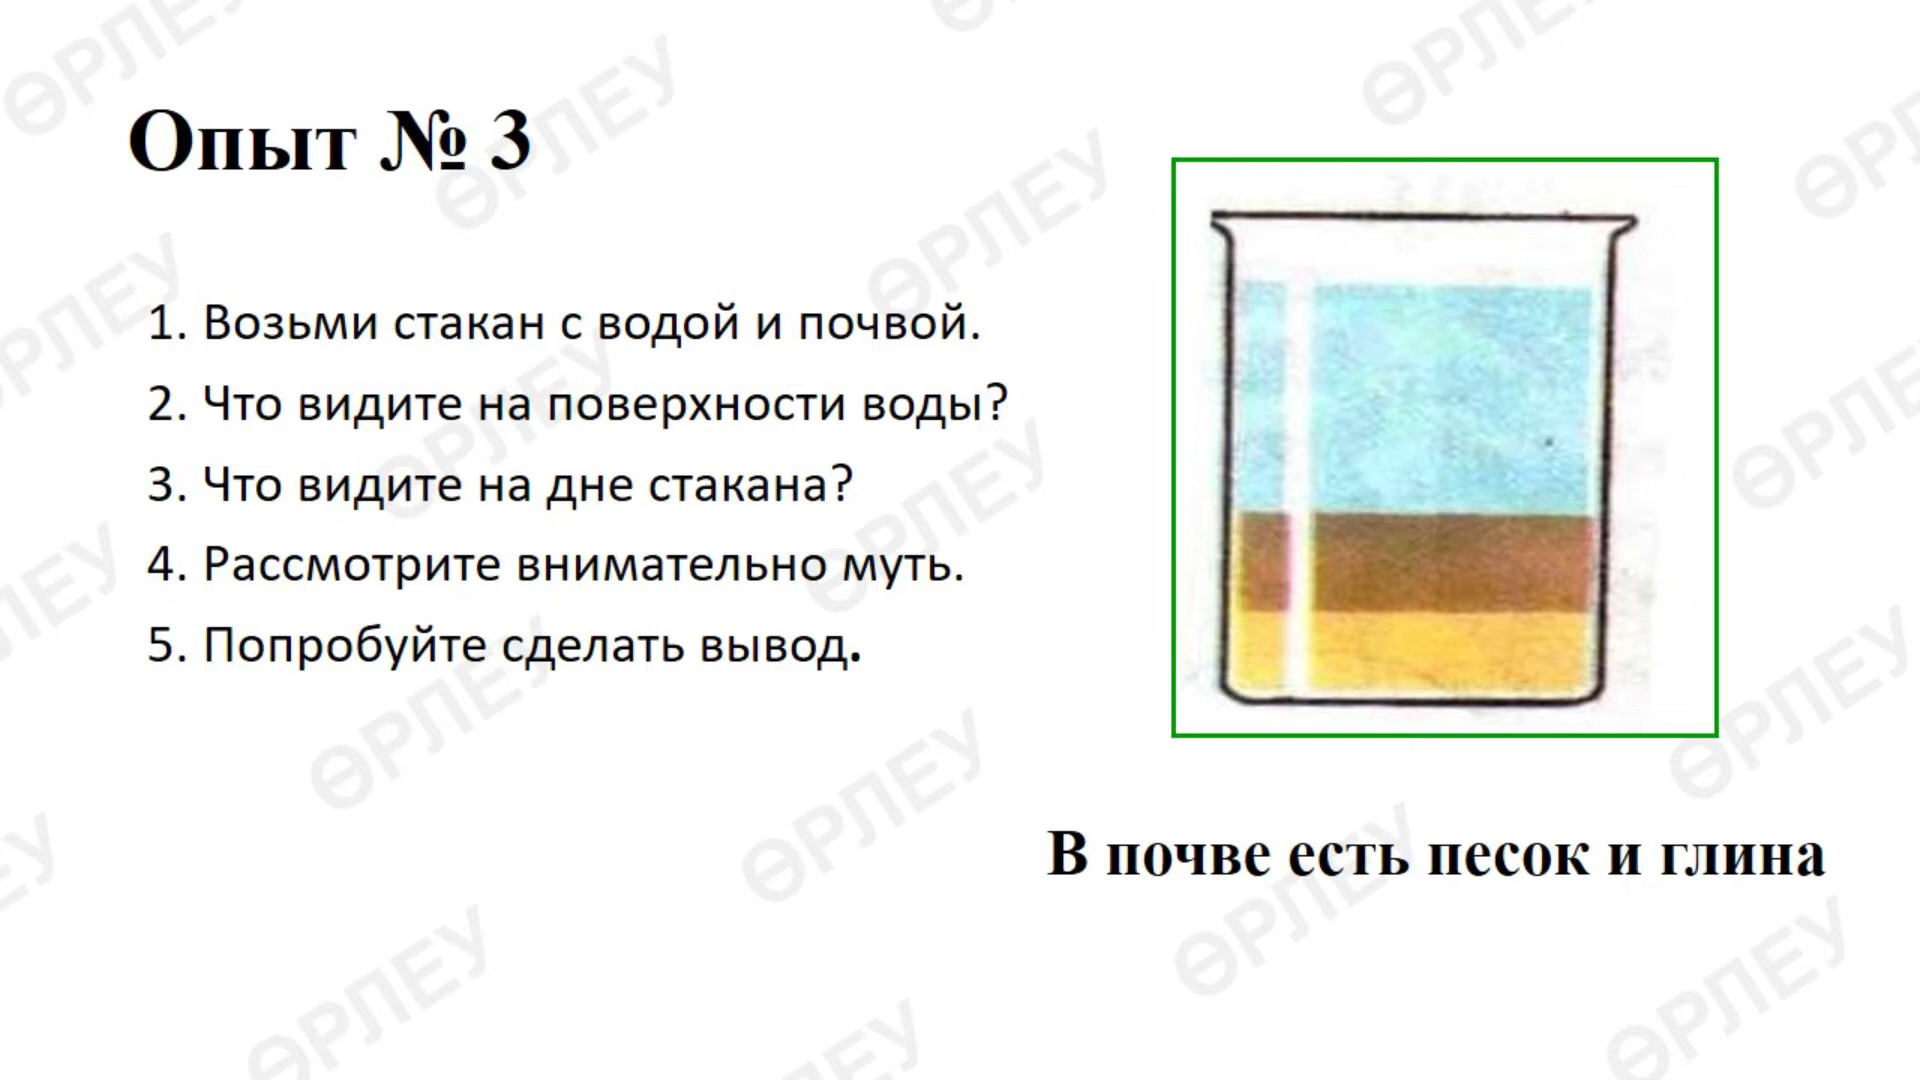 Опыт № 3
1. Возьми стакан с водой и почвой.
2. Что видите на поверхности воды?
3. Что видите на дне стакана?
4. Рассмотрите внимательно муть.
5. Попробуйте сделать вывод.
В почве есть песок и глина
ӨРЛЕУ